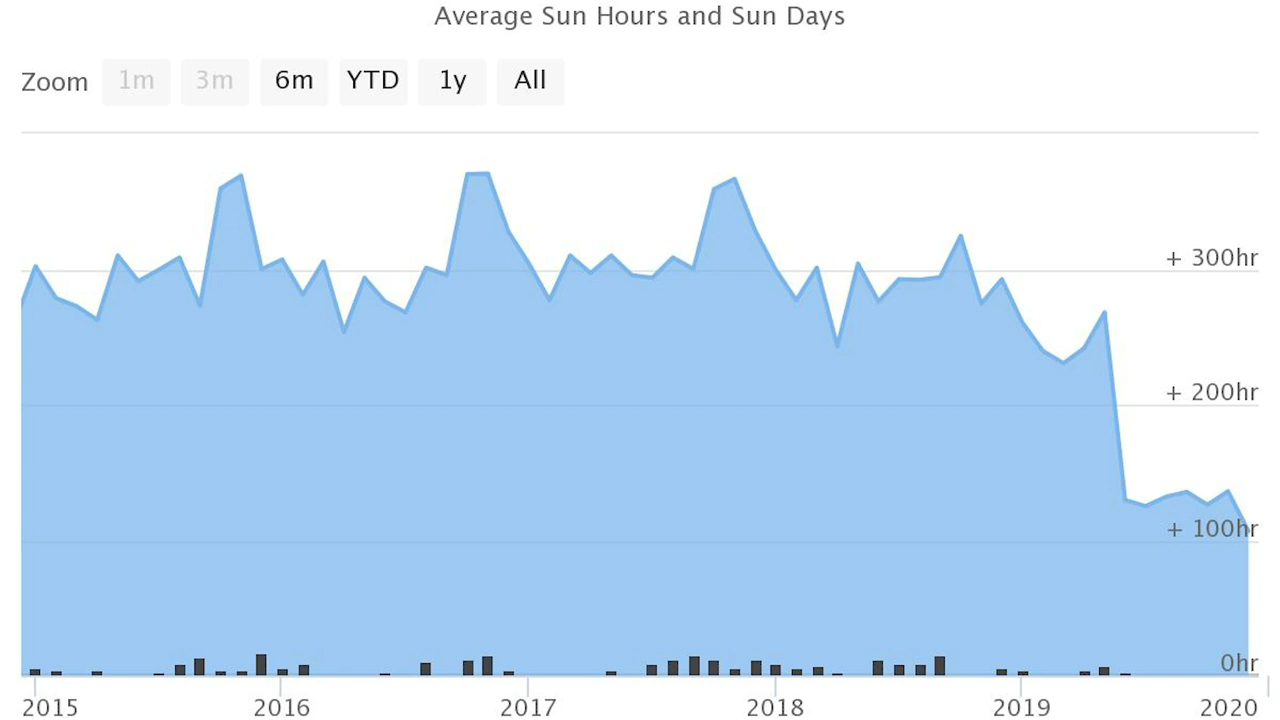 Average Sun Hours and Sun Days
Zoom 1m 3m 6m YTD 1y All
+ 300hr
+ 200hr
+ 100hr
0hr
2015 2016 2017 2018 2019 2020